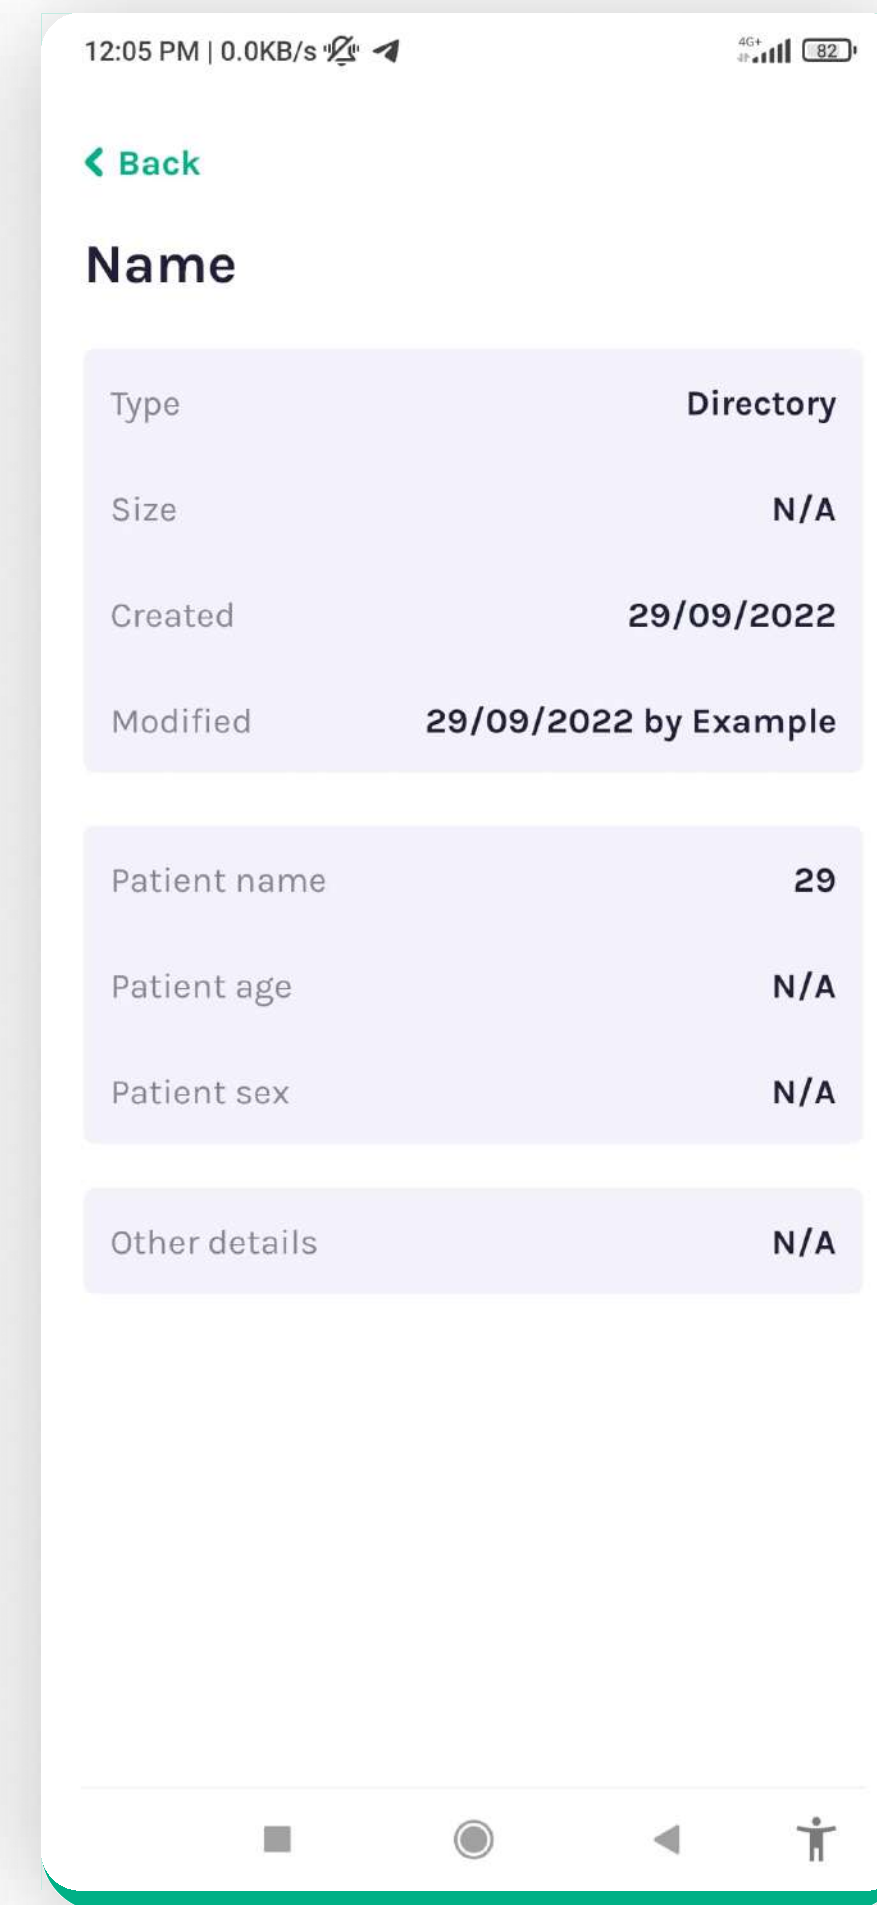 12:05 PM | 0.0KB/s 4G+ 82
Back
Name
Type Directory
Size N/A
Created 29/09/2022
Modified 29/09/2022 by Example
Patient name 29
Patient age N/A
Patient sex N/A
Other details N/A